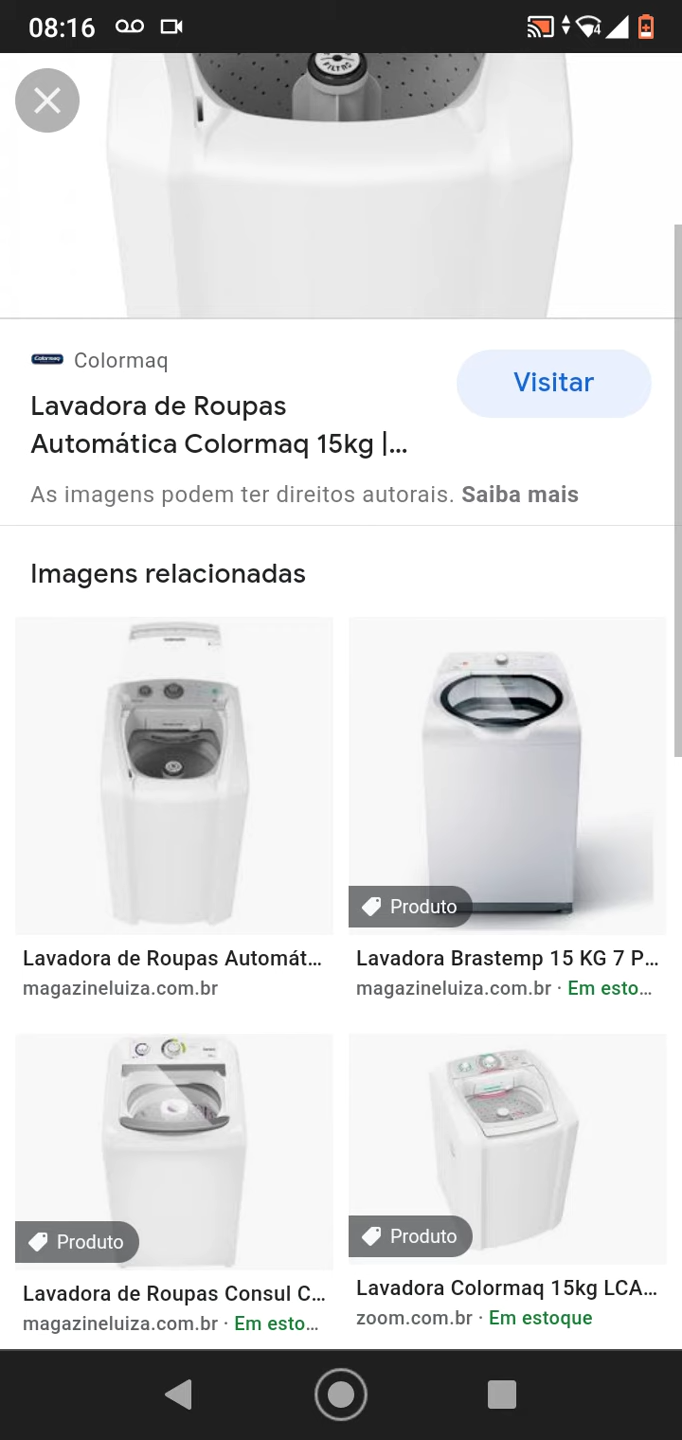 08:16
4
FILTAS
Colormaq
Colormaq
Visitar
Lavadora de Roupas
Automática Colormaq 15kg |...
As imagens podem ter direitos autorais. Saiba mais
Imagens relacionadas
Produto
Lavadora de Roupas Automát...
magazineluiza.com.br
Lavadora Brastemp 15 KG 7 P...
magazineluiza.com.br · Em esto...
Produto
Produto
Lavadora de Roupas Consul C...
magazineluiza.com.br · Em esto...
Lavadora Colormaq 15kg LCA...
zoom.com.br · Em estoque